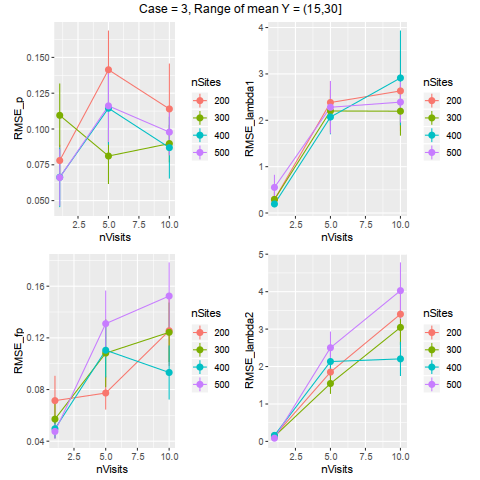 Case = 3, Range of mean Y = (15,30]
RMSE_p
0.150
0.125
0.100
0.075
0.050
2.5 5.0 7.5 10.0
nVisits
nSites
200
300
400
500
RMSE_lambda1
4
3
2
1
0
2.5 5.0 7.5 10.0
nVisits
nSites
200
300
400
500
RMSE_fp
0.16
0.12
0.08
0.04
2.5 5.0 7.5 10.0
nVisits
nSites
200
300
400
500
RMSE_lambda2
5
4
3
2
1
0
2.5 5.0 7.5 10.0
nVisits
nSites
200
300
400
500